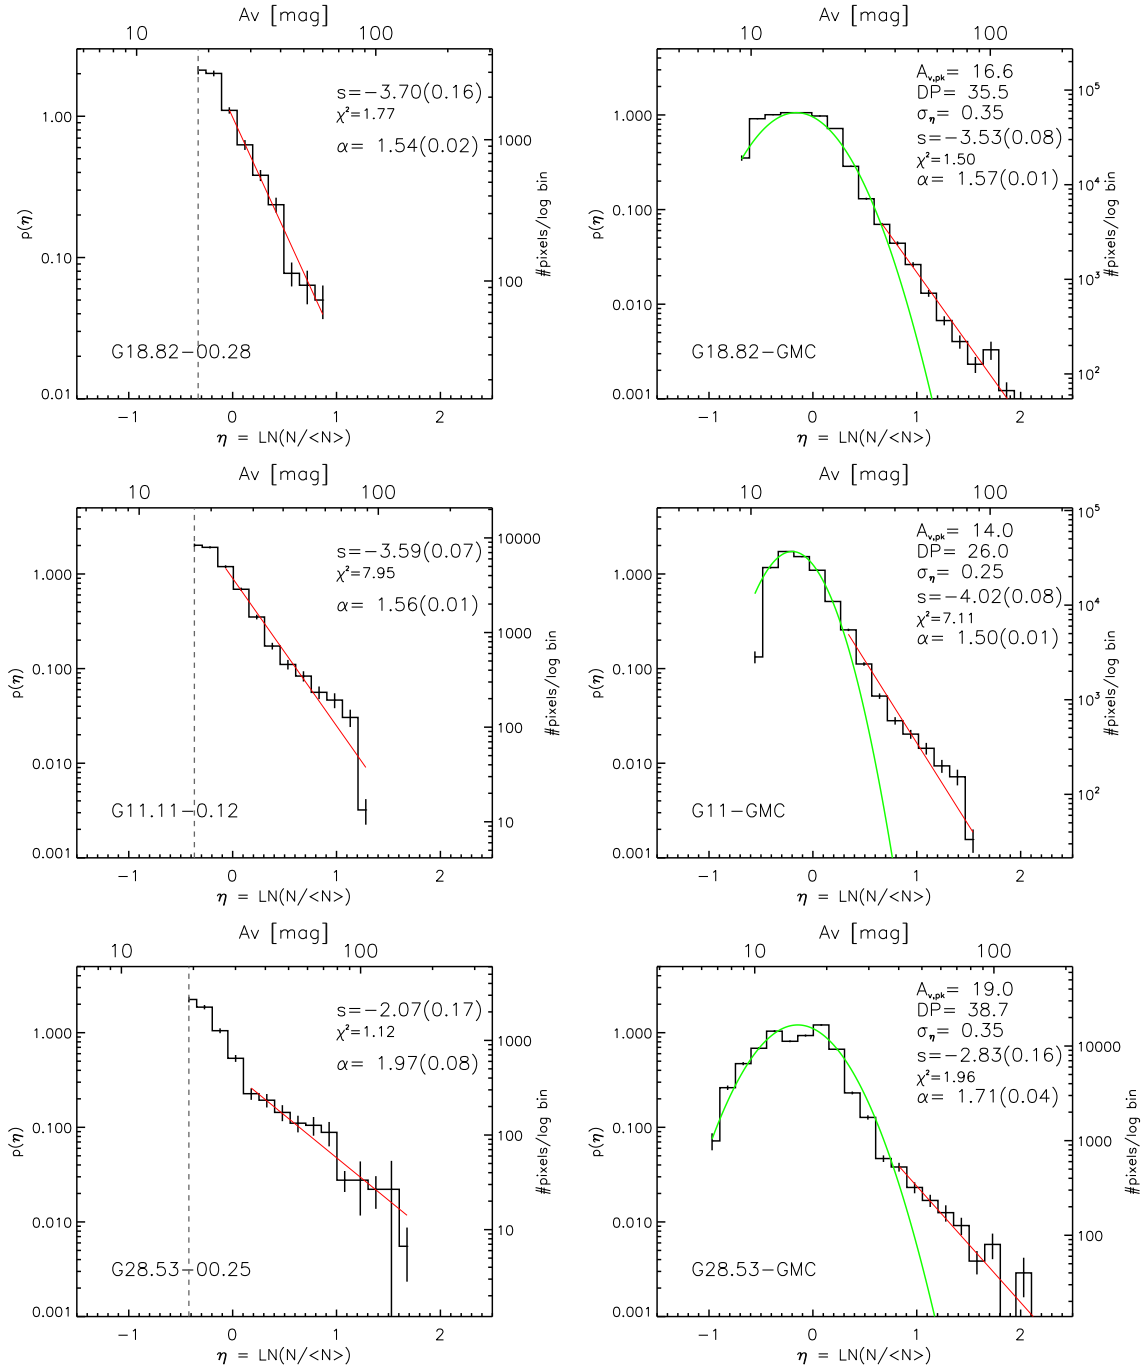 Av [mag]
10 100
s=−3.70(0.16)
χ²=1.77
α= 1.54(0.02)
1.00
0.10
0.01
1000
100
p(η)
#pixels/log bin
G18.82−00.28
−1 0 1 2
η = LN(N/<N>)
Av [mag]
10 100
A_v,pk= 16.6
DP= 35.5
σ_η= 0.35
s=−3.53(0.08)
χ²=1.50
α= 1.57(0.01)
1.000
0.100
0.010
0.001
10⁵
10⁴
10³
10²
p(η)
#pixels/log bin
G18.82−GMC
−1 0 1 2
η = LN(N/<N>)
Av [mag]
10 100
s=−3.59(0.07)
χ²=7.95
α= 1.56(0.01)
1.000
0.100
0.010
0.001
10000
1000
100
10
p(η)
#pixels/log bin
G11.11−0.12
−1 0 1 2
η = LN(N/<N>)
Av [mag]
10 100
A_v,pk= 14.0
DP= 26.0
σ_η= 0.25
s=−4.02(0.08)
χ²=7.11
α= 1.50(0.01)
1.000
0.100
0.010
0.001
10⁵
10⁴
10³
10²
p(η)
#pixels/log bin
G11−GMC
−1 0 1 2
η = LN(N/<N>)
Av [mag]
10 100
s=−2.07(0.17)
χ²=1.12
α= 1.97(0.08)
1.000
0.100
0.010
0.001
1000
100
10
p(η)
#pixels/log bin
G28.53−00.25
−1 0 1 2
η = LN(N/<N>)
Av [mag]
10 100
A_v,pk= 19.0
DP= 38.7
σ_η= 0.35
s=−2.83(0.16)
χ²=1.96
α= 1.71(0.04)
1.000
0.100
0.010
0.001
10000
1000
100
p(η)
#pixels/log bin
G28.53−GMC
−1 0 1 2
η = LN(N/<N>)